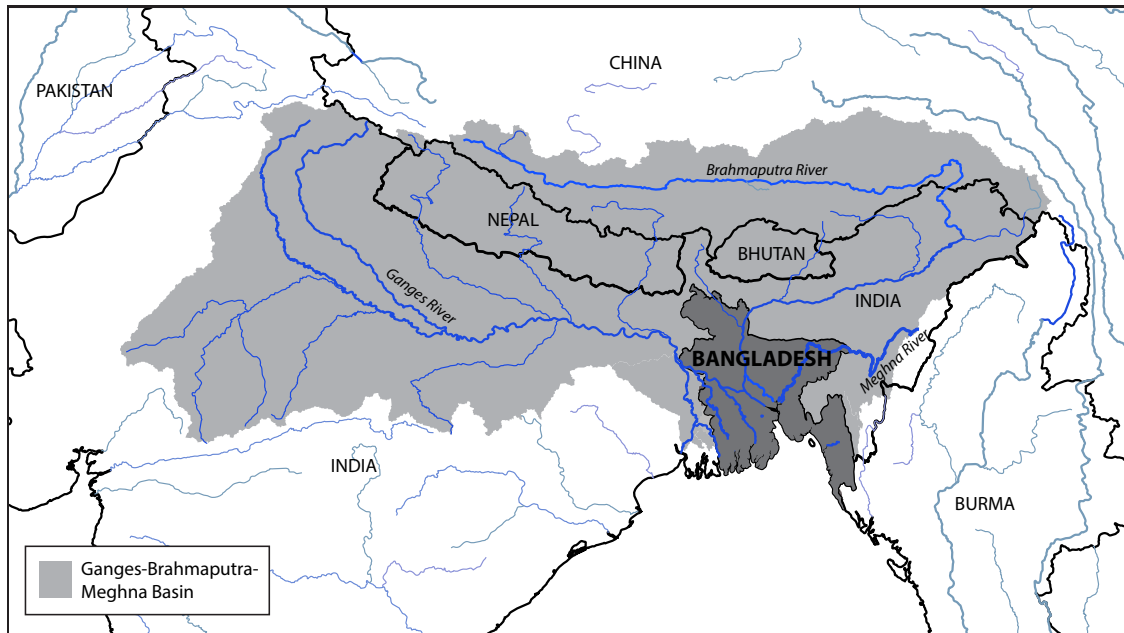 CHINA
PAKISTAN
Brahmaputra River
NEPAL
BHUTAN
Ganges River
INDIA
BANGLADESH
Meghna River
INDIA
BURMA
Ganges-Brahmaputra-
Meghna Basin